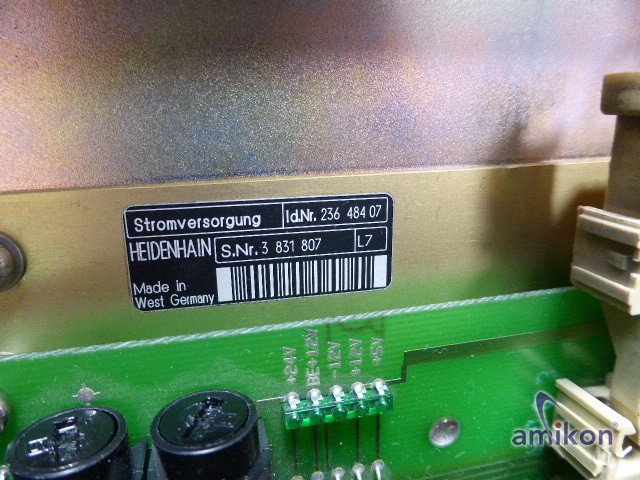 Stromversorgung
Id.Nr. 236 484 07
HEIDENHAIN
S.Nr. 3 831 807
L7
Made in
West Germany
+24V
BE+12V
-12V
+12V
+5V
amikon